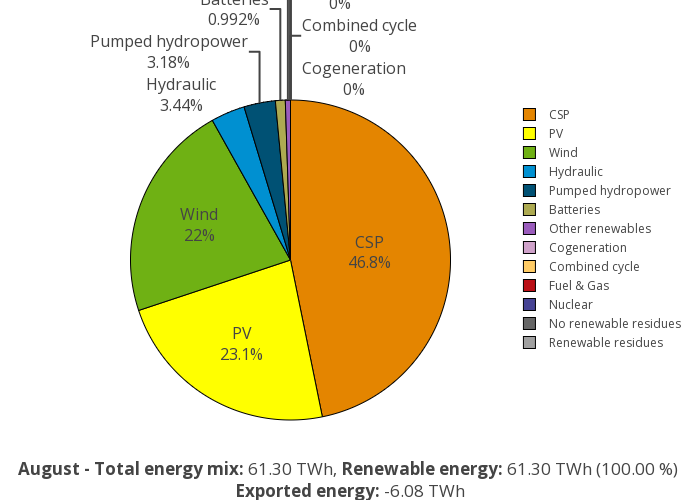 Batteries
0.992%
0%
Combined cycle
0%
Pumped hydropower
3.18%
Cogeneration
0%
Hydraulic
3.44%
Wind
22%
CSP
46.8%
PV
23.1%
CSP
PV
Wind
Hydraulic
Pumped hydropower
Batteries
Other renewables
Cogeneration
Combined cycle
Fuel & Gas
Nuclear
No renewable residues
Renewable residues
August - Total energy mix: 61.30 TWh, Renewable energy: 61.30 TWh (100.00 %)
Exported energy: -6.08 TWh